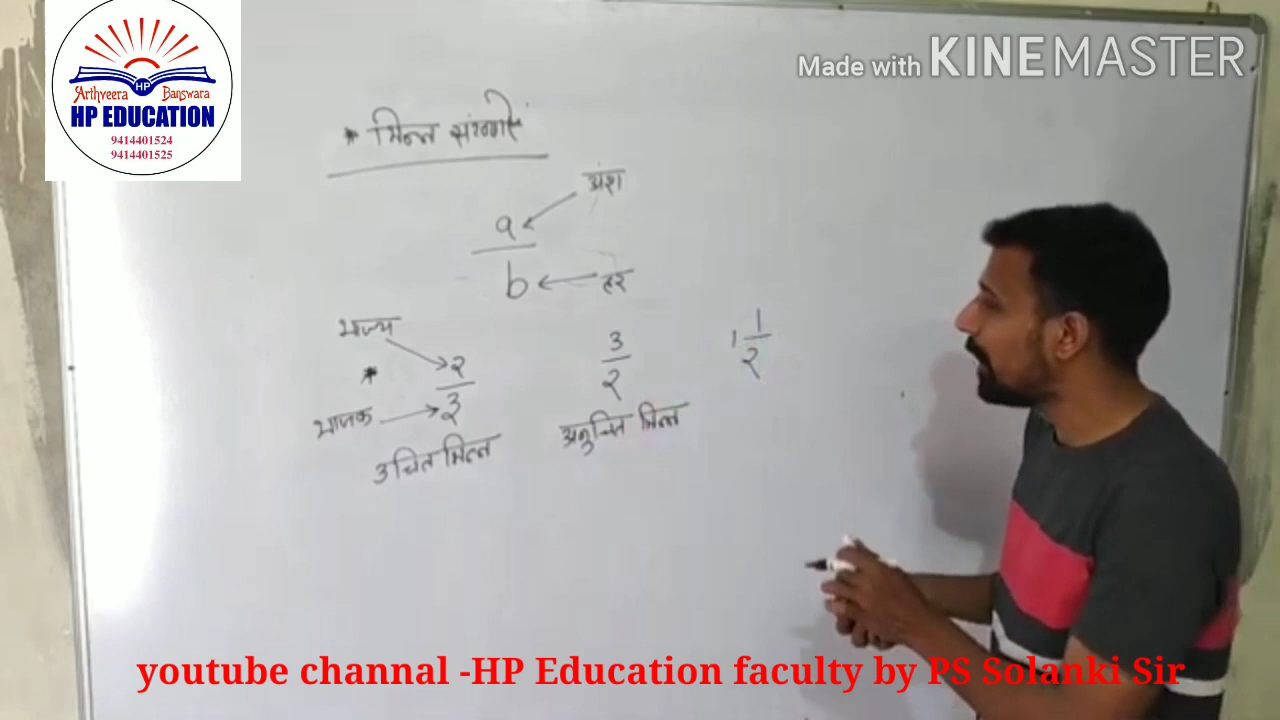 Made with KINEMASTER
HP
Arthveera Banswara
HP EDUCATION
9414401524
9414401525
* भिन्न संख्याएं
अंश
a
b
हर
भाज्य
*
2
3
भाजक
उचित भिन्न
3
2
अनुचित भिन्न
1 1
2
youtube channal -HP Education faculty by PS Solanki Sir